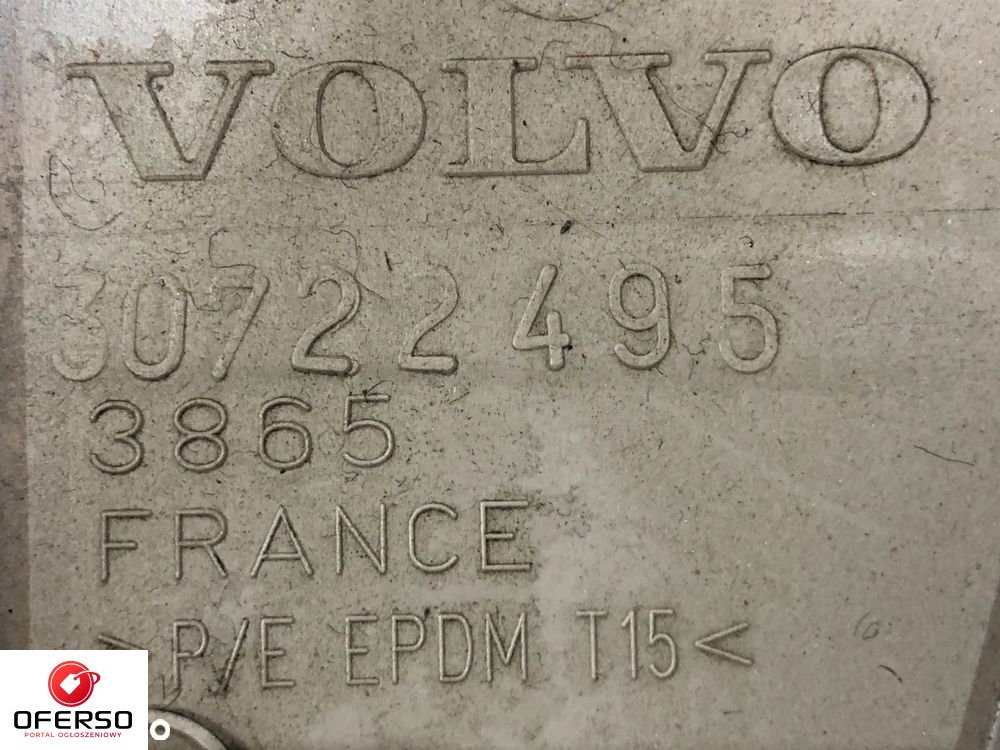 VOLVO
30722495
3865
FRANCE
>P/E EPDM T15<
OFERSO
PORTAL OGŁOSZENIOWY